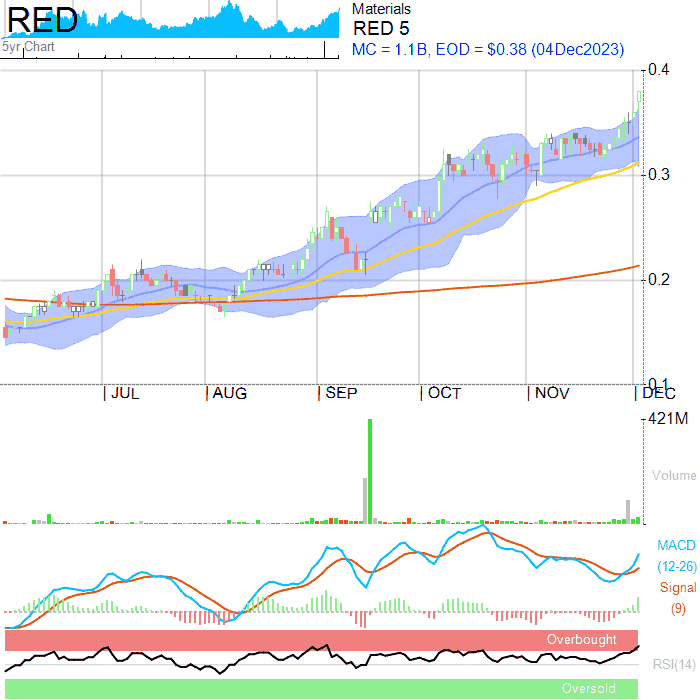 RED
5yr Chart
Materials
RED 5
MC = 1.1B, EOD = $0.38 (04Dec2023)
0.4
0.3
0.2
0.1
JUL
AUG
SEP
OCT
NOV
DEC
421M
Volume
MACD
(12-26)
Signal
(9)
Overbought
RSI(14)
Oversold